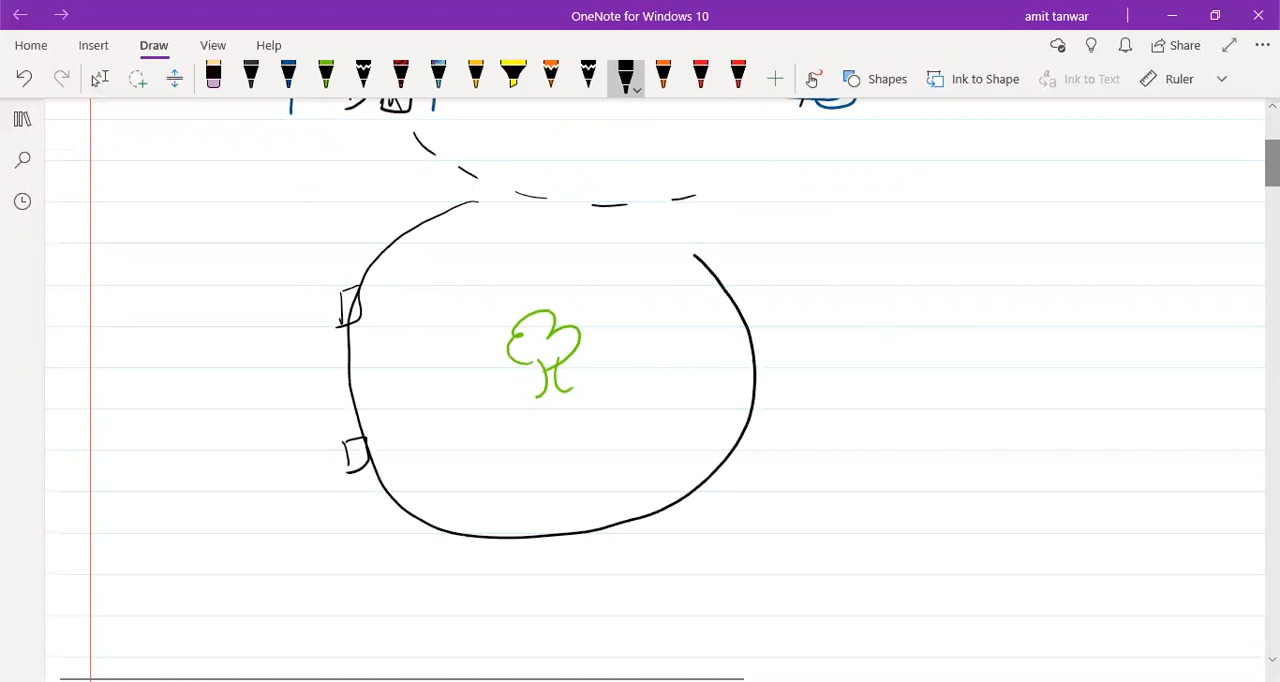 OneNote for Windows 10
amit tanwar
Home Insert Draw View Help
Share
Shapes Ink to Shape Ink to Text Ruler